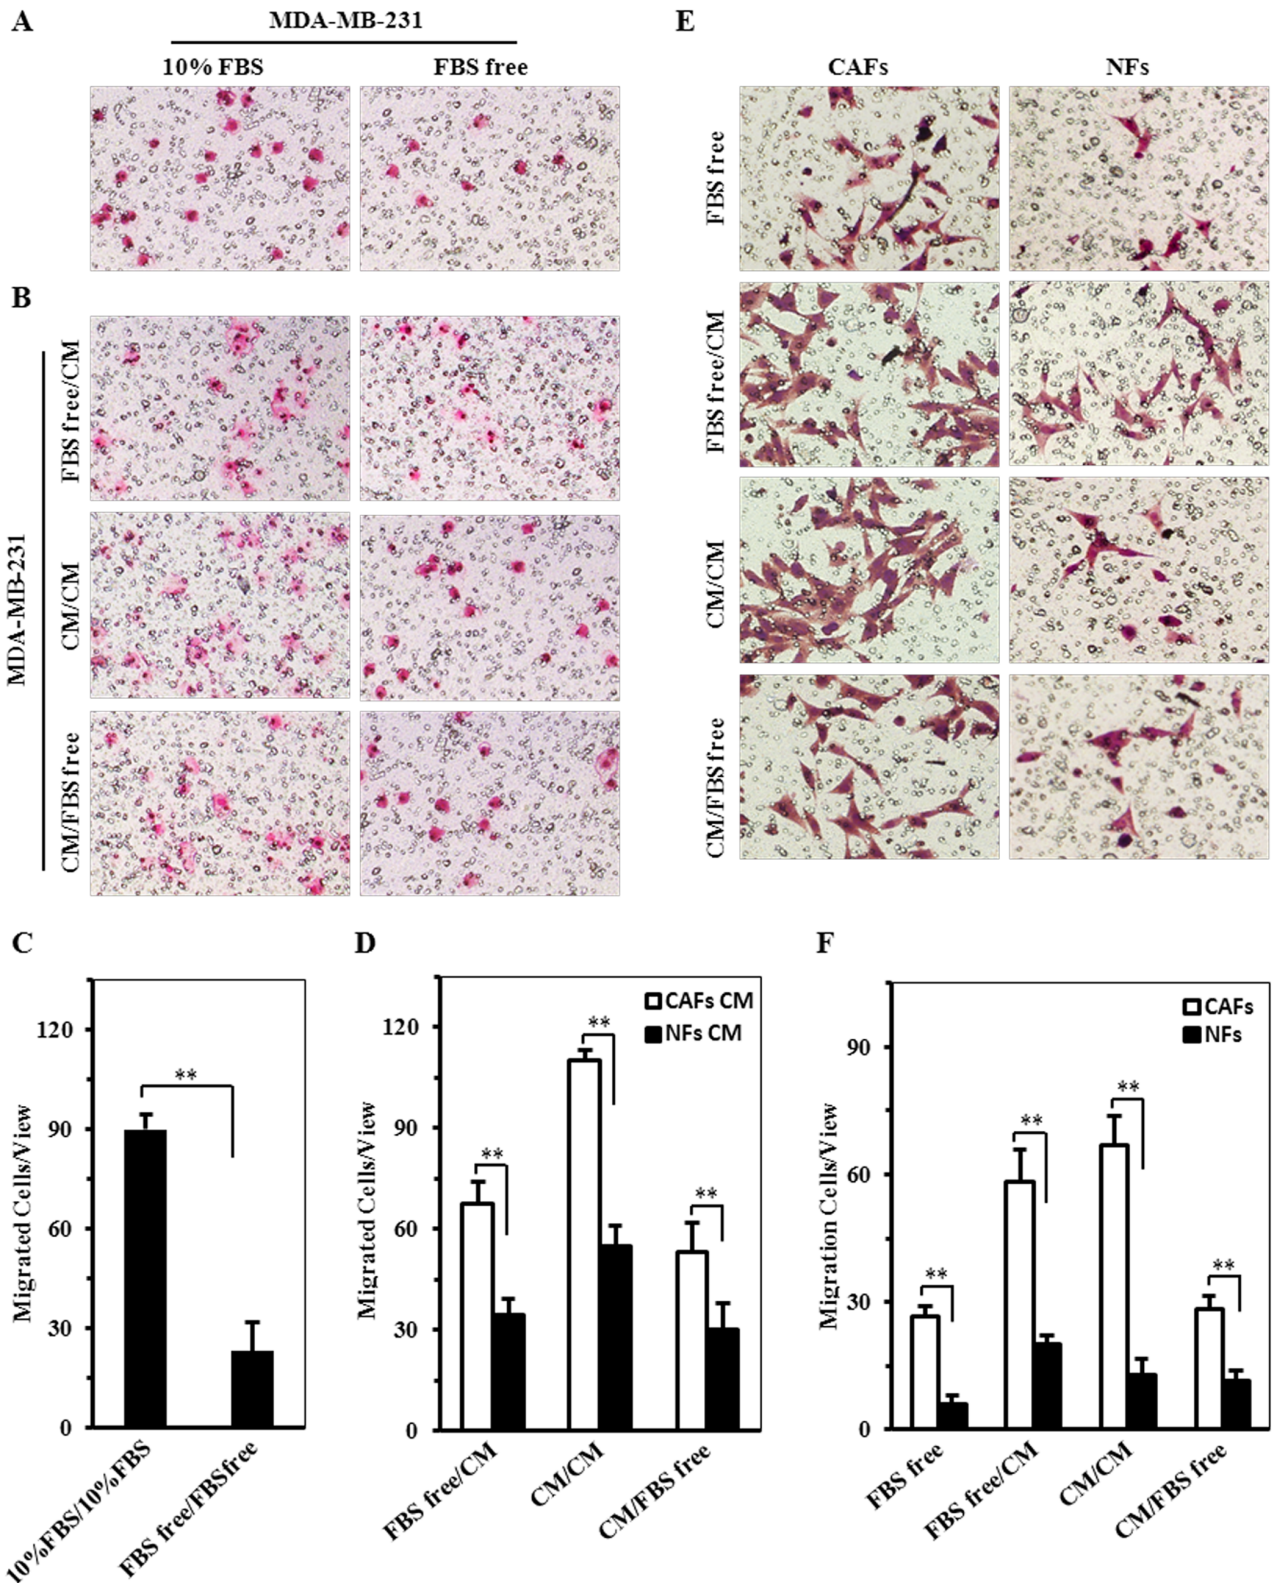 A
MDA-MB-231
10% FBS
FBS free
B
MDA-MB-231
FBS free/CM
CM/CM
CM/FBS free
E
CAFs
NFs
FBS free
FBS free/CM
CM/CM
CM/FBS free
C
Migrated Cells/View
120
90
60
30
0
**
10%FBS/10%FBS
FBS free/FBSfree
D
Migrated Cells/View
120
90
60
30
0
CAFs CM
NFs CM
**
**
**
FBS free/CM
CM/CM
CM/FBS free
F
Migration Cells/View
90
60
30
0
CAFs
NFs
**
**
**
**
FBS free
FBS free/CM
CM/CM
CM/FBS free